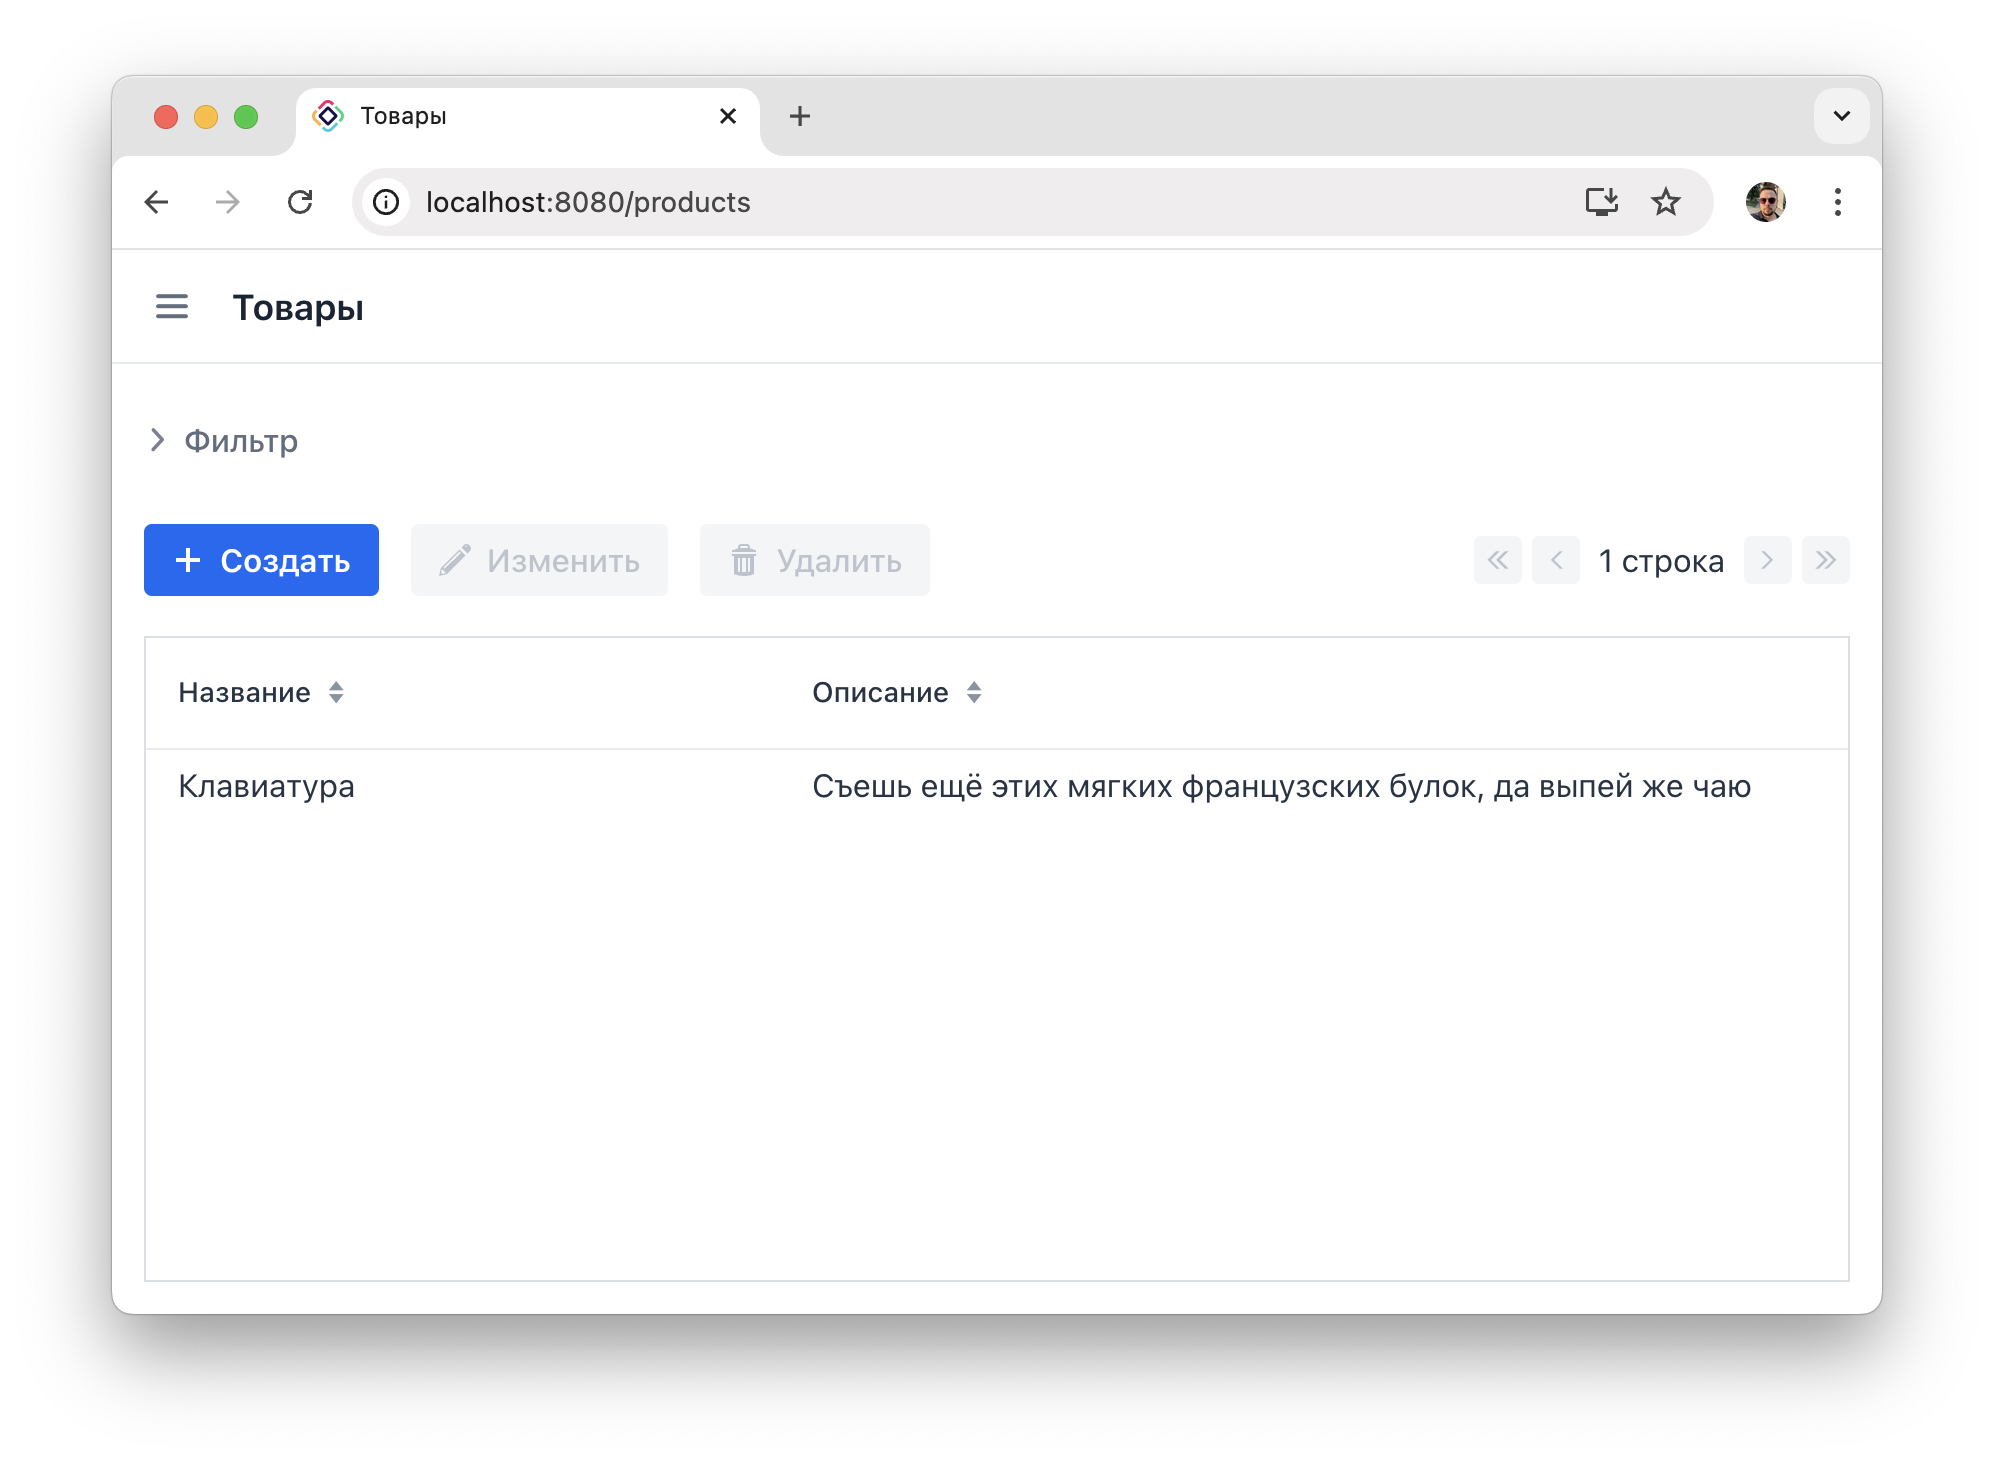 Товары
localhost:8080/products
Товары
Фильтр
Создать Изменить Удалить 1 строка
Название Описание
Клавиатура Съешь ещё этих мягких французских булок, да выпей же чаю